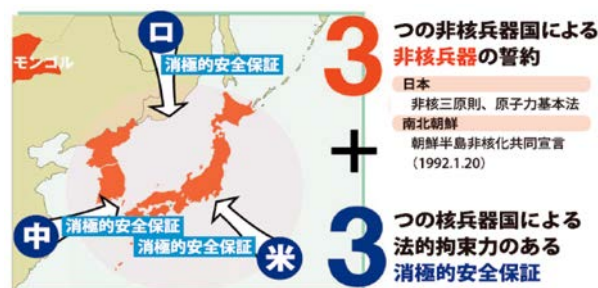 ロ
消極的安全保証
モンゴル
中
消極的安全保証
消極的安全保証
米
3つの非核兵器国による
非核兵器の誓約
日本
非核三原則、原子力基本法
南北朝鮮
朝鮮半島非核化共同宣言
（1992.1.20）
+
3つの核兵器国による
法的拘束力のある
消極的安全保証